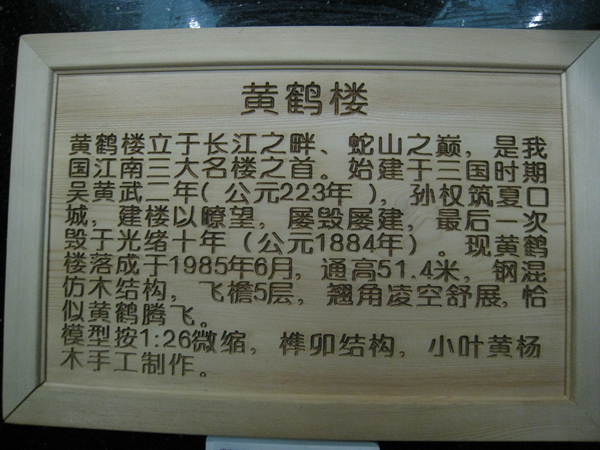 黄鹤楼
黄鹤楼立于长江之畔、蛇山之巅，是我
国江南三大名楼之首。始建于三国时期
吴黄武二年（公元223年），孙权筑夏口
城，建楼以瞭望，屡毁屡建，最后一次
毁于光绪十年（公元1884年）。现黄鹤
楼落成于1985年6月，通高51.4米，钢混
仿木结构，飞檐5层，翘角凌空舒展，恰
似黄鹤腾飞。
模型按1:26微缩，榫卯结构，小叶黄杨
木手工制作。